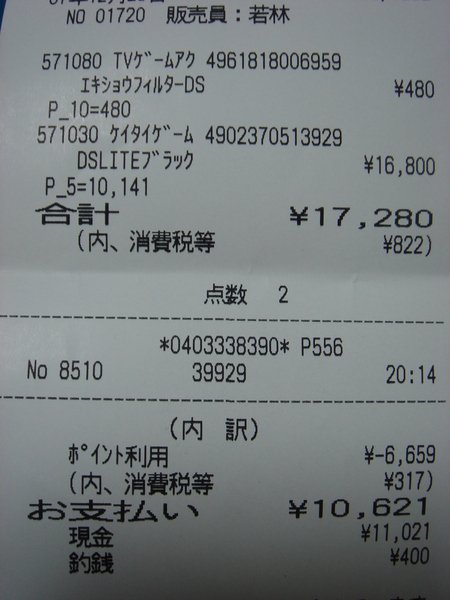 NO 01720 販売員：若林
571080 TVｹﾞｰﾑアク 4961818006959
ｴｷｼｮｳﾌｨﾙﾀｰDS ¥480
P_10=480
571030 ｹｲﾀｲｹﾞｰﾑ 4902370513929
DSLITEﾌﾞﾗｯｸ ¥16,800
P_5=10,141
合計 ¥17,280
(内、消費税等 ¥822)
点数 2
*0403338390* P556
No 8510 39929 20:14
(内 訳)
ﾎﾟｲﾝﾄ利用 ¥-6,659
(内、消費税等 ¥317)
お支払い ¥10,621
現金 ¥11,021
釣銭 ¥400